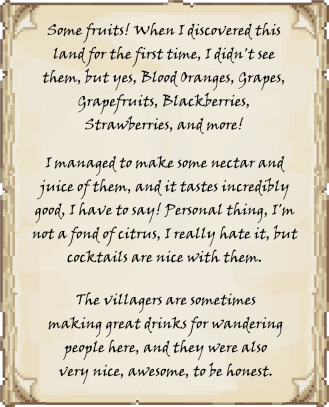 Some fruits! When I discovered this
land for the first time, I didn't see
them, but yes, Blood Oranges, Grapes,
Grapefruits, Blackberries,
Strawberries, and more!
I managed to make some nectar and
juice of them, and it tastes incredibly
good, I have to say! Personal thing, I'm
not a fond of citrus, I really hate it, but
cocktails are nice with them.
The villagers are sometimes
making great drinks for wandering
people here, and they were also
very nice, awesome, to be honest.